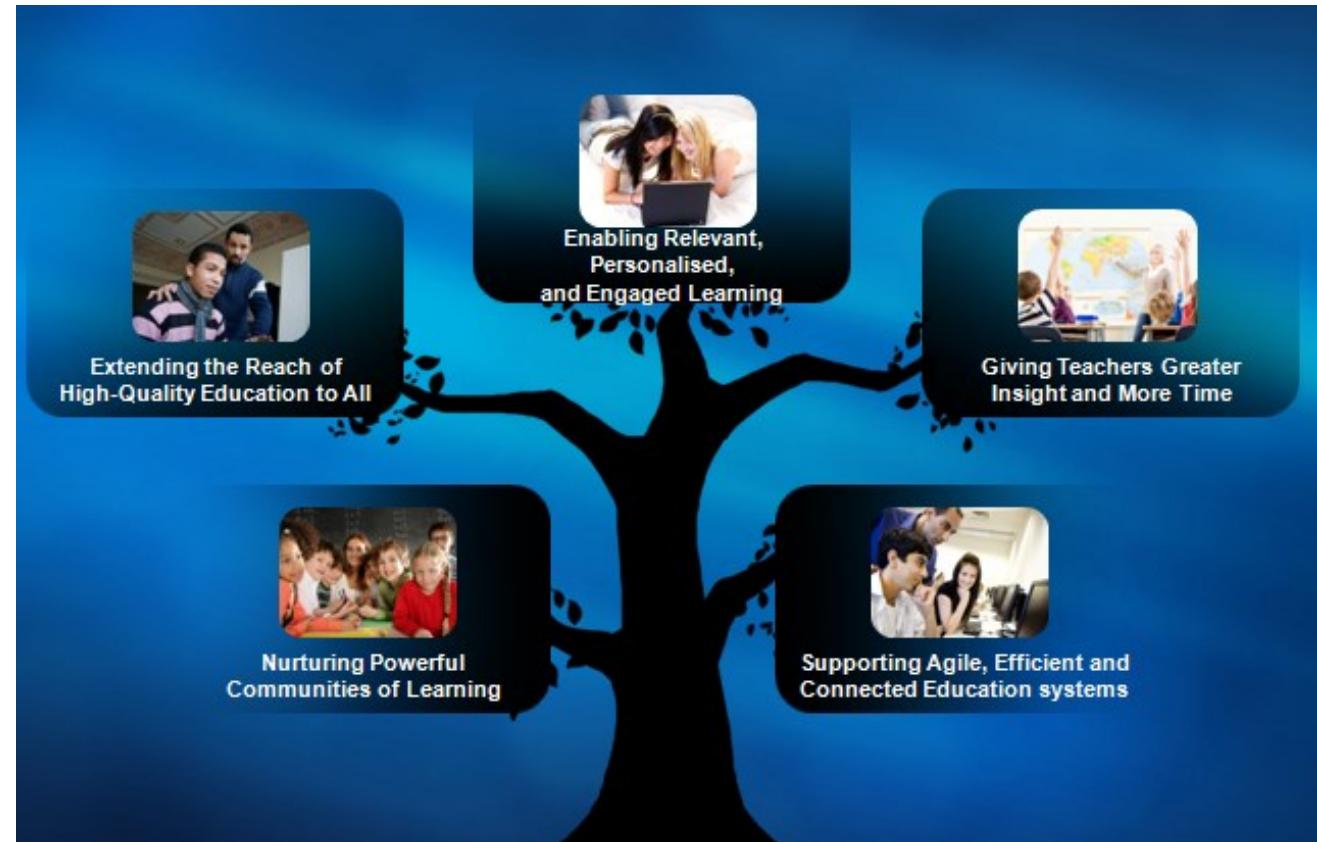 Enabling Relevant,
Personalised,
and Engaged Learning
Extending the Reach of
High-Quality Education to All
Giving Teachers Greater
Insight and More Time
Nurturing Powerful
Communities of Learning
Supporting Agile, Efficient and
Connected Education systems